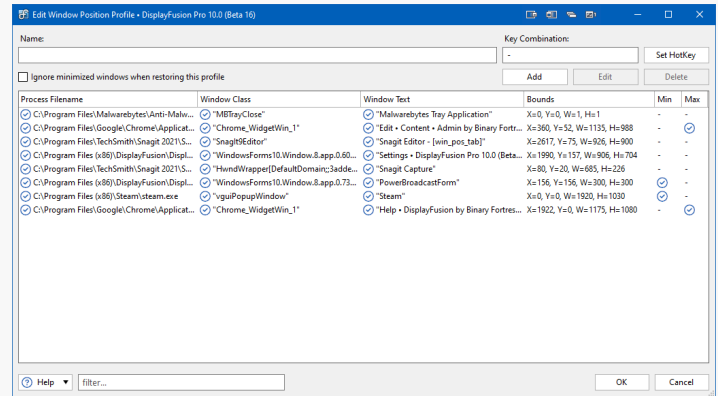 Edit Window Position Profile • DisplayFusion Pro 10.0 (Beta 16)
Name: Key Combination:
- Set HotKey
Ignore minimized windows when restoring this profile Add Edit Delete
Process Filename Window Class Window Text Bounds Min Max
C:\Program Files\Malwarebytes\Anti-Malw... "MBTrayClose" "Malwarebytes Tray Application" X=0, Y=0, W=1, H=1 - -
C:\Program Files\Google\Chrome\Applicat... "Chrome_WidgetWin_1" "Edit • Content • Admin by Binary Fortr... X=360, Y=52, W=1135, H=988 -
C:\Program Files\TechSmith\Snagit 2021\S... "SnagIt9Editor" "Snagit Editor - [win_pos_tab]" X=2617, Y=75, W=926, H=900 - -
C:\Program Files (x86)\DisplayFusion\Displ... "WindowsForms10.Window.8.app.0.60... "Settings • DisplayFusion Pro 10.0 (Beta... X=1990, Y=157, W=906, H=704 - -
C:\Program Files\TechSmith\Snagit 2021\S... "HwndWrapper[DefaultDomain;;3adde... "Snagit Capture" X=80, Y=20, W=685, H=226 - -
C:\Program Files (x86)\DisplayFusion\Displ... "WindowsForms10.Window.8.app.0.73... "PowerBroadcastForm" X=156, Y=156, W=300, H=300 -
C:\Program Files (x86)\Steam\steam.exe "vguiPopupWindow" "Steam" X=0, Y=0, W=1920, H=1030 -
C:\Program Files\Google\Chrome\Applicat... "Chrome_WidgetWin_1" "Help • DisplayFusion by Binary Fortres... X=1922, Y=0, W=1175, H=1080 -
Help filter... OK Cancel